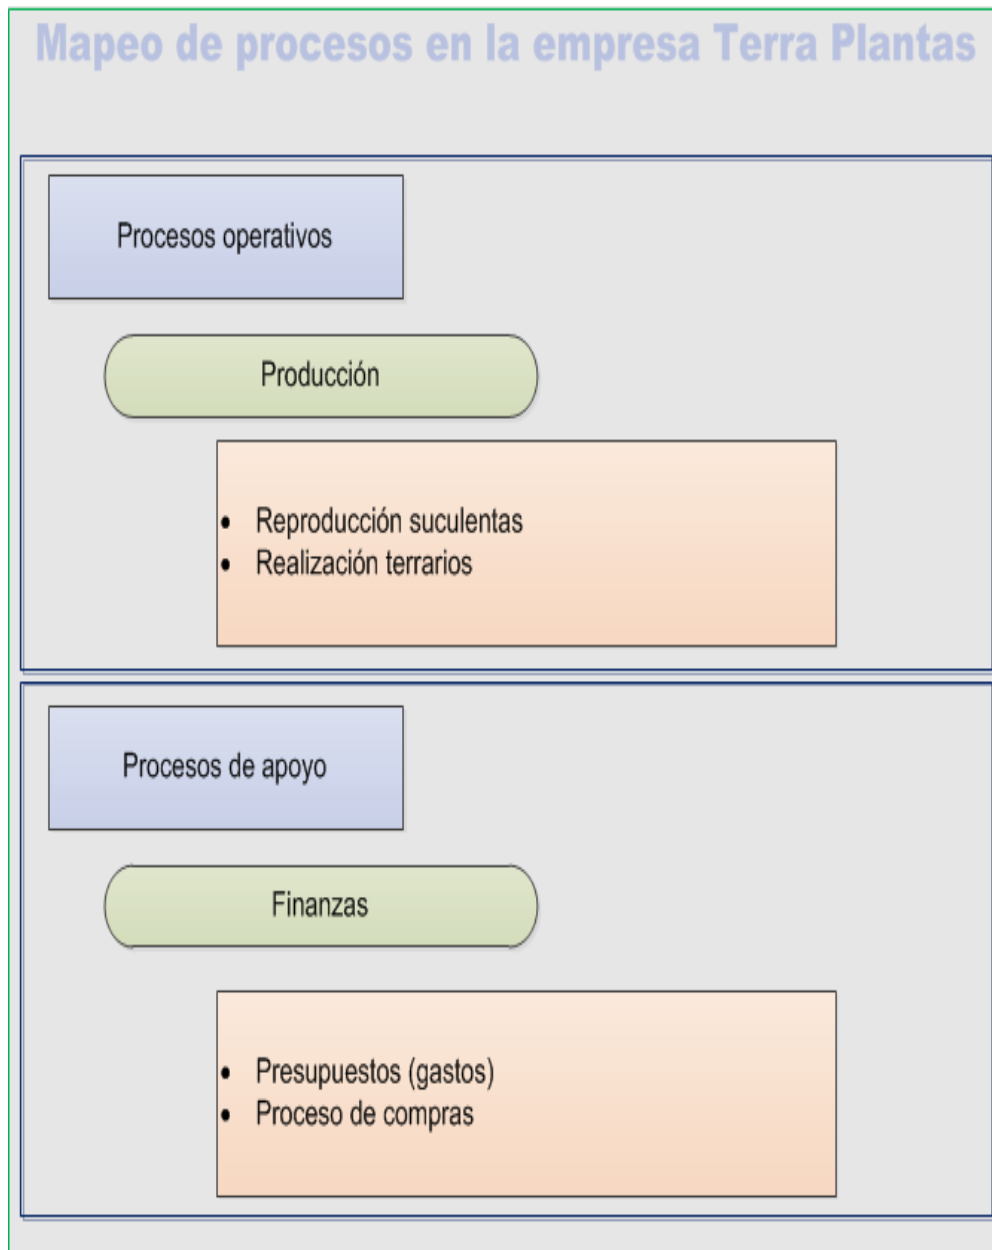 Mapeo de procesos en la empresa Terra Plantas
Procesos operativos
Producción
• Reproducción suculentas
• Realización terrarios
Procesos de apoyo
Finanzas
• Presupuestos (gastos)
• Proceso de compras